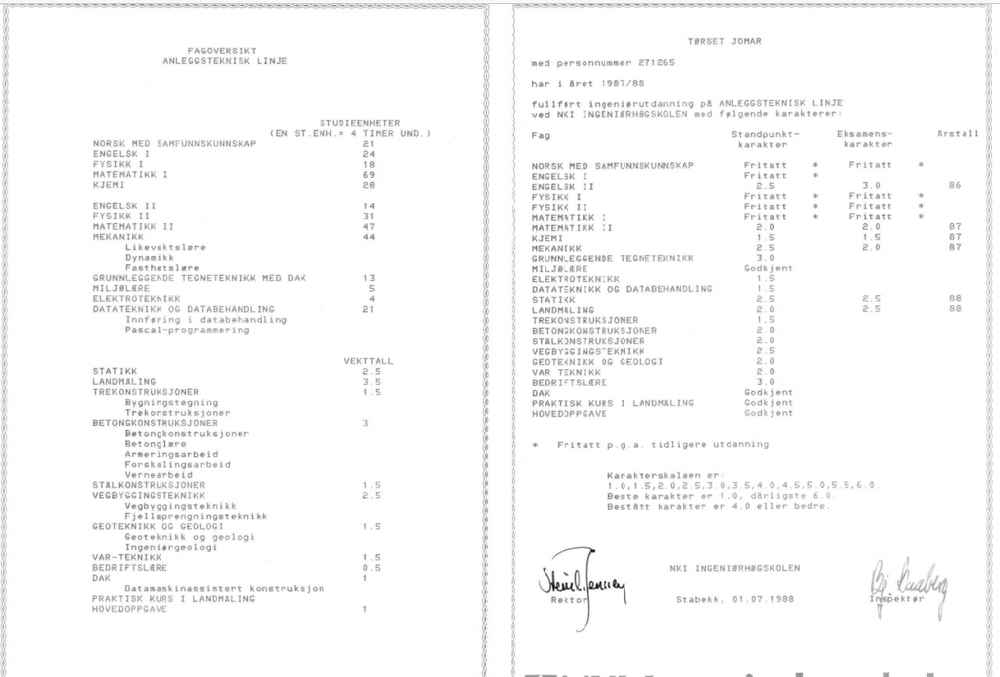 FAGOVERSIKT
ANLEGGSTEKNISK LINJE
STUDIEENHETER
(EN ST.ENH.= 4 TIMER UND.)
NORSK MED SAMFUNNSKUNNSKAP 21
ENGELSK I 24
FYSIKK I 18
MATEMATIKK I 69
KJEMI 28
ENGELSK II 14
FYSIKK II 31
MATEMATIKK II 47
MEKANIKK 44
Likevektslære
Dynamikk
Fasthetslære
GRUNNLEGGENDE TEGNETEKNIKK MED DAK 13
MILJØLÆRE 5
ELEKTROTEKNIKK 4
DATATEKNIKK OG DATABEHANDLING 21
Innføring i databehandling
Pascal-programmering
VEKTTALL
STATIKK 2.5
LANDMÅLING 3.5
TREKONSTRUKSJONER 1.5
Bygningstegning
Trekonstruksjoner
BETONGKONSTRUKSJONER 3
Betongkonstruksjoner
Betonglære
Armeringsarbeid
Forskalingsarbeid
Vernearbeid
STÅLKONSTRUKSJONER 1.5
VEGBYGGINGSTEKNIKK 2.5
Vegbyggingsteknikk
Fjellsprengningsteknikk
GEOTEKNIKK OG GEOLOGI 1.5
Geoteknikk og geologi
Ingeniørgeologi
VAR-TEKNIKK 1.5
BEDRIFTSLÆRE 0.5
DAK 1
Datamaskinassistert konstruksjon
PRAKTISK KURS I LANDMÅLING
HOVEDOPPGAVE 1
TØRSET JOMAR
med personnummer 271265
har i året 1987/88
fullført ingeniørutdanning på ANLEGGSTEKNISK LINJE
ved NKI INGENIØRHØGSKOLEN med følgende karakterer:
Fag Standpunkt- Eksamens- Årstall
karakter karakter
NORSK MED SAMFUNNSKUNNSKAP Fritatt * Fritatt *
ENGELSK I Fritatt *
ENGELSK II 2.5 3.0 86
FYSIKK I Fritatt * Fritatt *
FYSIKK II Fritatt * Fritatt *
MATEMATIKK I Fritatt * Fritatt *
MATEMATIKK II 2.0 2.0 87
KJEMI 1.5 1.5 87
MEKANIKK 2.5 2.0 87
GRUNNLEGGENDE TEGNETEKNIKK 3.0
MILJØLÆRE Godkjent
ELEKTROTEKNIKK 1.5
DATATEKNIKK OG DATABEHANDLING 1.5
STATIKK 2.5 2.5 88
LANDMÅLING 2.0 2.5 88
TREKONSTRUKSJONER 1.5
BETONGKONSTRUKSJONER 2.0
STÅLKONSTRUKSJONER 2.0
VEGBYGGINGSTEKNIKK 2.5
GEOTEKNIKK OG GEOLOGI 2.0
VAR TEKNIKK 2.0
BEDRIFTSLÆRE 3.0
DAK Godkjent
PRAKTISK KURS I LANDMÅLING Godkjent
HOVEDOPPGAVE Godkjent
* Fritatt p.g.a. tidligere utdanning
Karakterskalaen er:
1.0,1.5,2.0,2.5,3.0,3.5,4.0,4.5,5.0,5.5,6.0.
Beste karakter er 1.0, dårligste 6.0.
Bestått karakter er 4.0 eller bedre.
NKI INGENIØRHØGSKOLEN
Rektor Stabekk, 01.07.1988 Inspektør